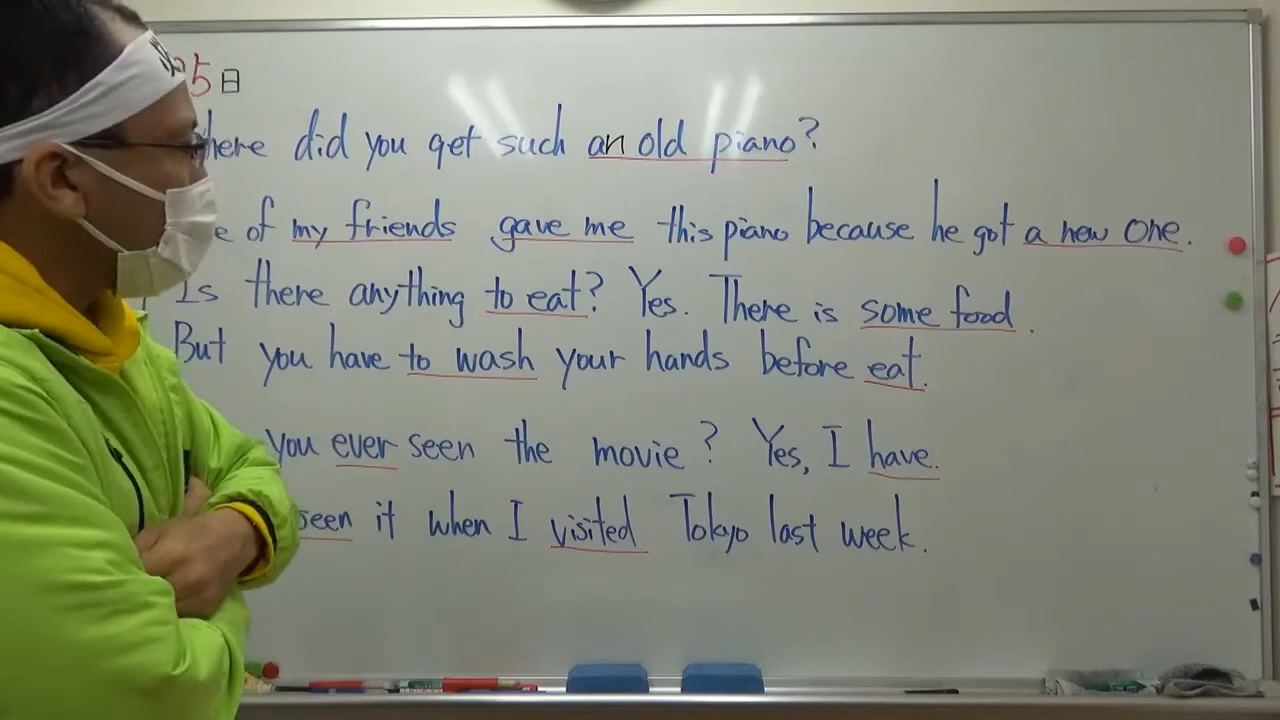 5日
here did you get such an old piano?
e of my friends gave me this piano because he got a new one.
Is there anything to eat? Yes. There is some food.
But you have to wash your hands before eat.
you ever seen the movie? Yes, I have.
seen it when I visited Tokyo last week.